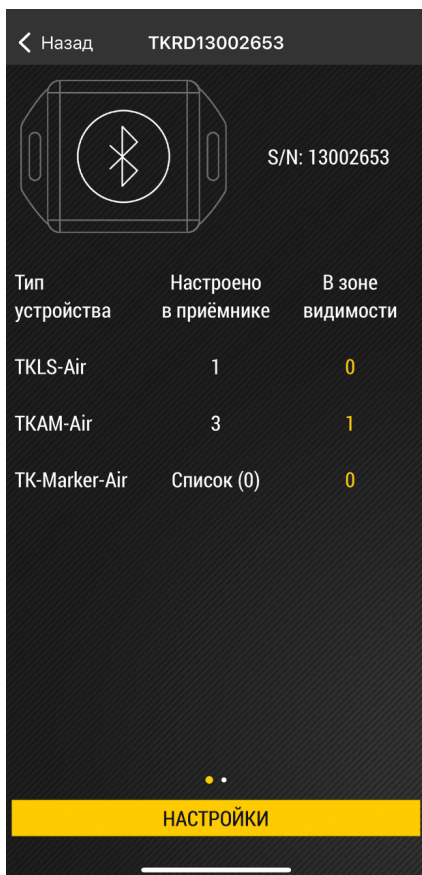 Назад TKRD13002653
S/N: 13002653
Тип устройства Настроено в приёмнике В зоне видимости
TKLS-Air 1 0
TKAM-Air 3 1
TK-Marker-Air Список (0) 0
НАСТРОЙКИ